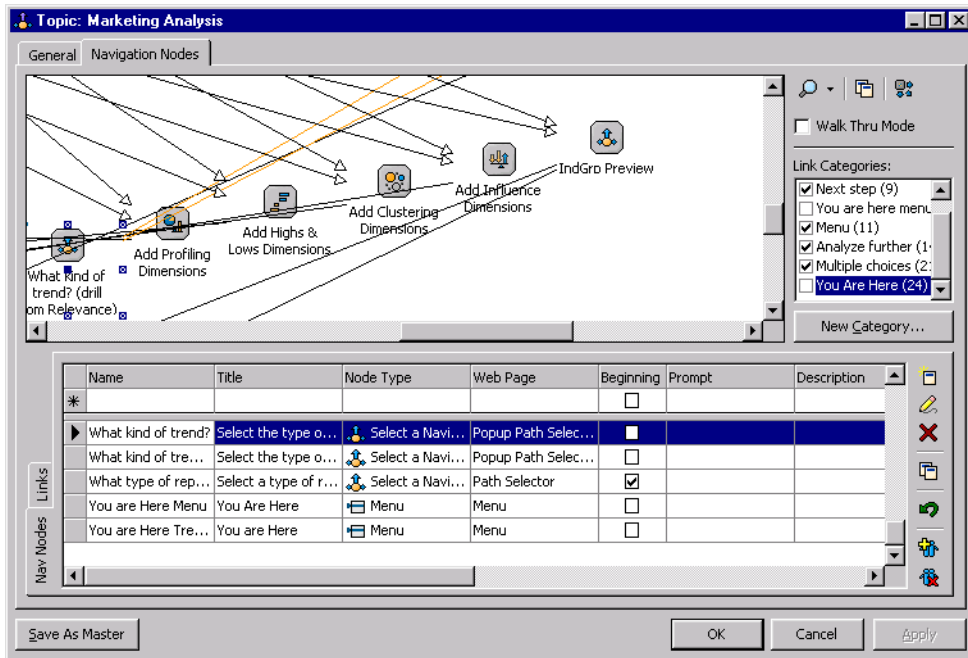 Topic: Marketing Analysis
General
Navigation Nodes
Walk Thru Mode
Link Categories:
Next step (9)
You are here menu
Menu (11)
Analyze further (1
Multiple choices (2
You Are Here (24)
New Category...
IndGro Preview
Add Influence
Dimensions
Add Clustering
Dimensions
Add Highs &
Lows Dimensions
Add Profiling
Dimensions
What kind of
trend? (drill
om Relevance)
Links
Nav Nodes
Name Title Node Type Web Page Beginning Prompt Description
What kind of trend? Select the type o... Select a Navi... Popup Path Selec...
What kind of tre... Select the type o... Select a Navi... Popup Path Selec...
What type of rep... Select a type of r... Select a Navi... Path Selector
You are Here Menu You Are Here Menu Menu
You are Here Tre... You are Here Menu Menu
Save As Master
OK
Cancel
Apply